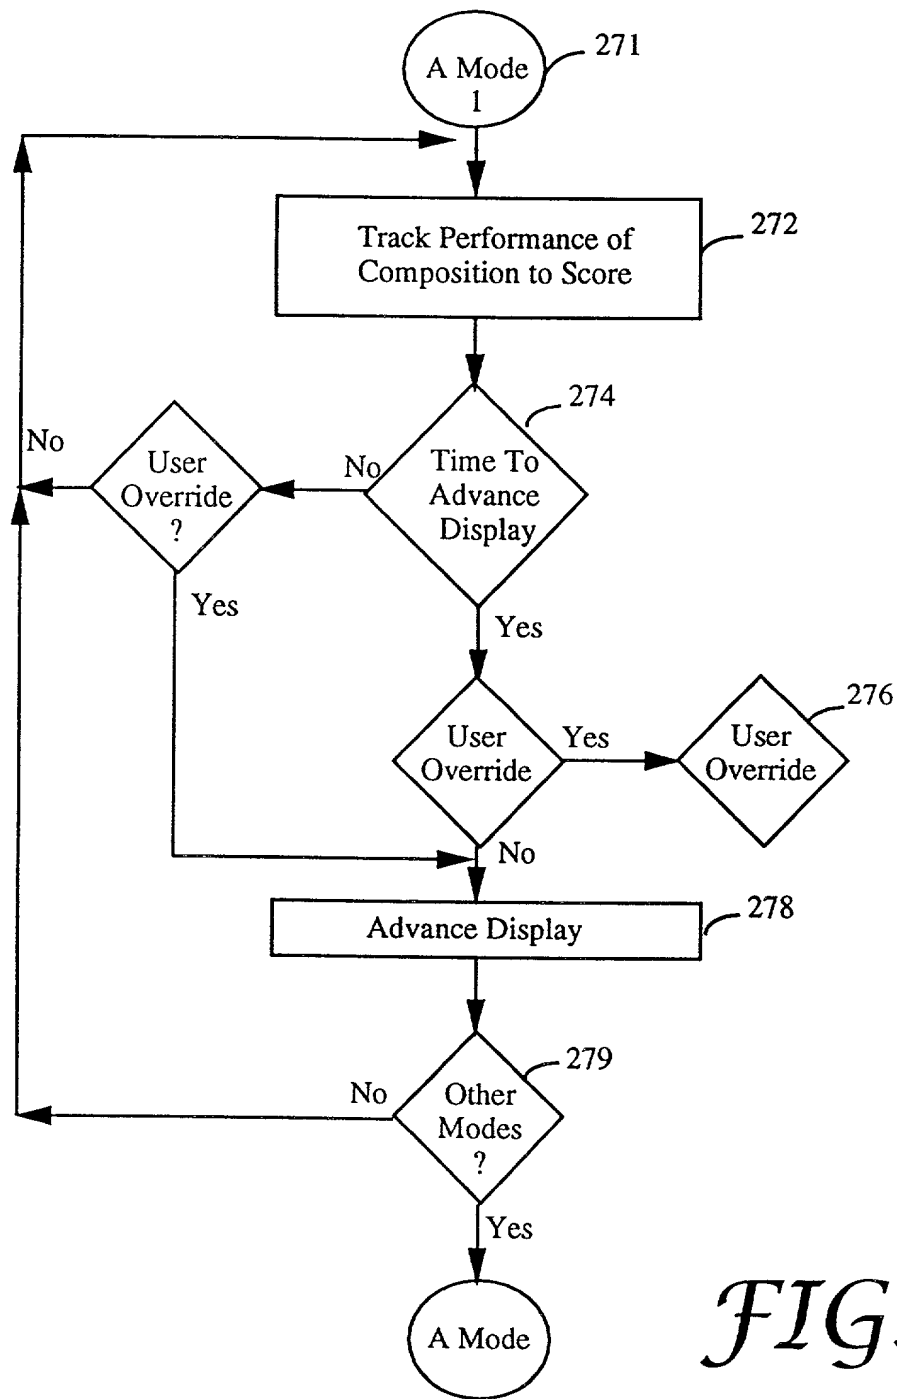 A Mode
1
271
Track Performance of
Composition to Score
272
274
Time To
Advance
Display
No
User
Override
?
No
Yes
Yes
User
Override
Yes
User
Override
276
No
Advance Display
278
279
Other
Modes
?
No
Yes
A Mode
FIG.